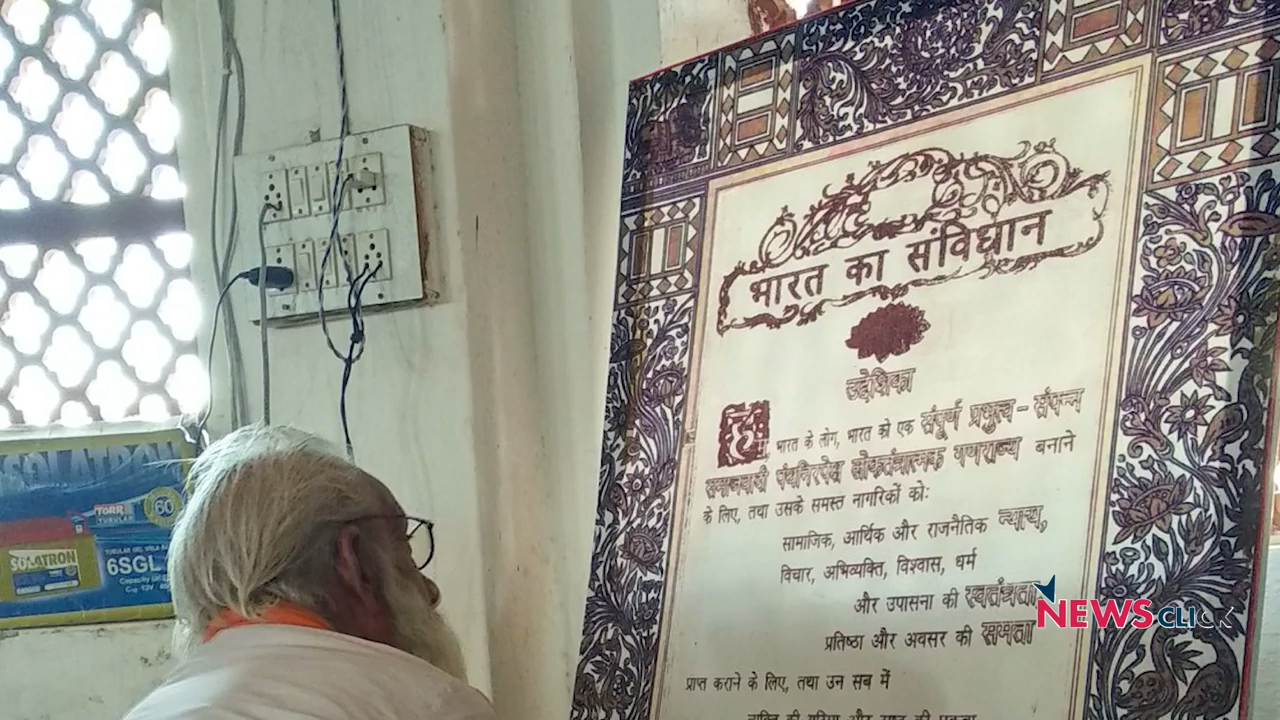 भारत का संविधान
उद्देशिका
हम भारत के लोग, भारत को एक संपूर्ण प्रभुत्व - संपन्न
समाजवादी पंथनिरपेक्ष लोकतंत्रात्मक गणराज्य बनाने
के लिए, तथा उसके समस्त नागरिकों को:
सामाजिक, आर्थिक और राजनैतिक न्याय,
विचार, अभिव्यक्ति, विश्वास, धर्म
और उपासना की स्वतंत्रता
प्रतिष्ठा और अवसर की समता
प्राप्त कराने के लिए, तथा उन सब में
SOLATRON
TORR
TUBULAR
60
SOLATRON
6SGL
NEWSCLICK